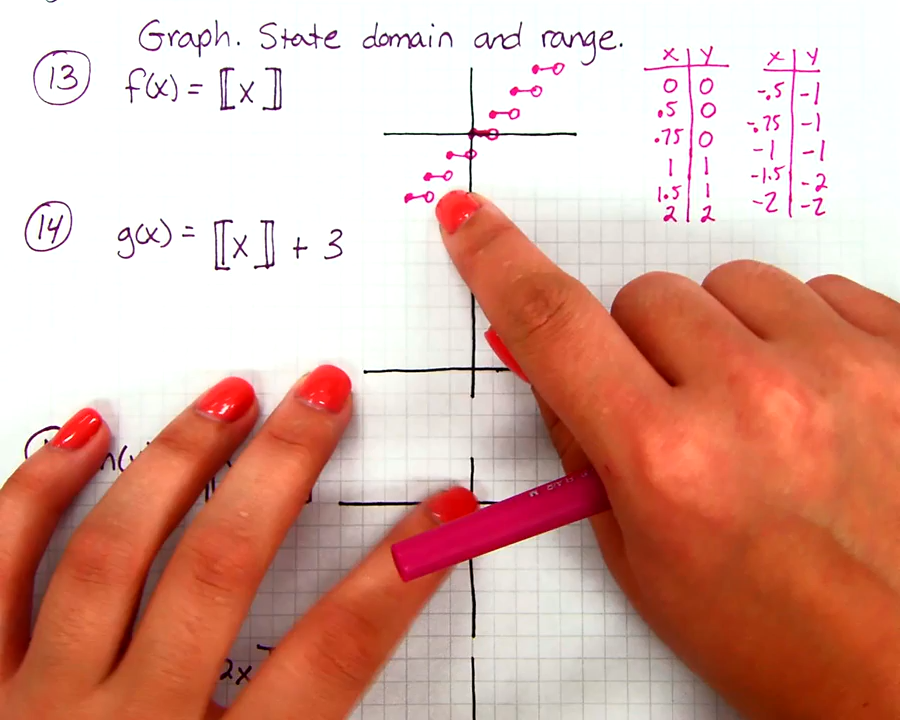 Graph. State domain and range.
13 f(x) = ⟦x⟧
x y
0 0
.5 0
.75 0
1 1
1.5 1
2 2
x y
-.5 -1
-.75 -1
-1 -1
-1.5 -2
-2 -2
14 g(x) = ⟦x⟧ + 3
2x